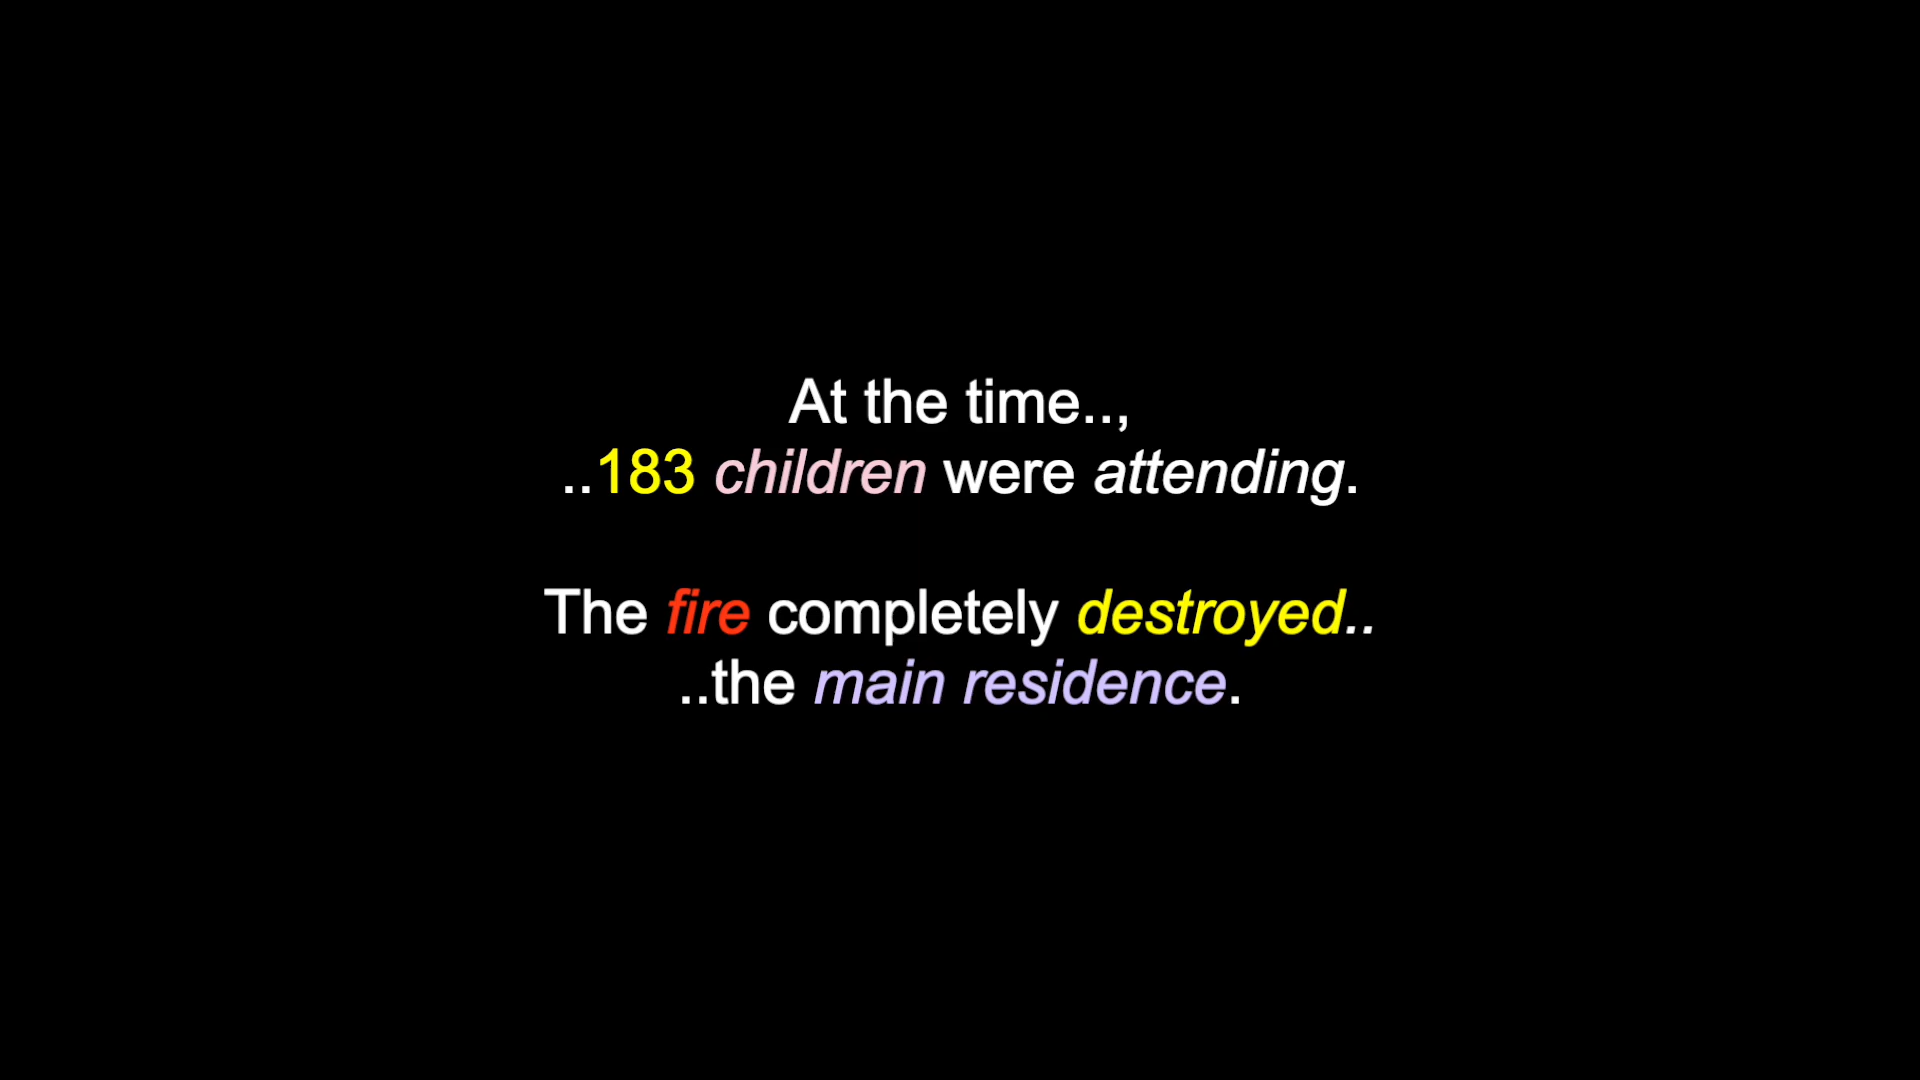 At the time..,
..183 children were attending.
The fire completely destroyed..
..the main residence.